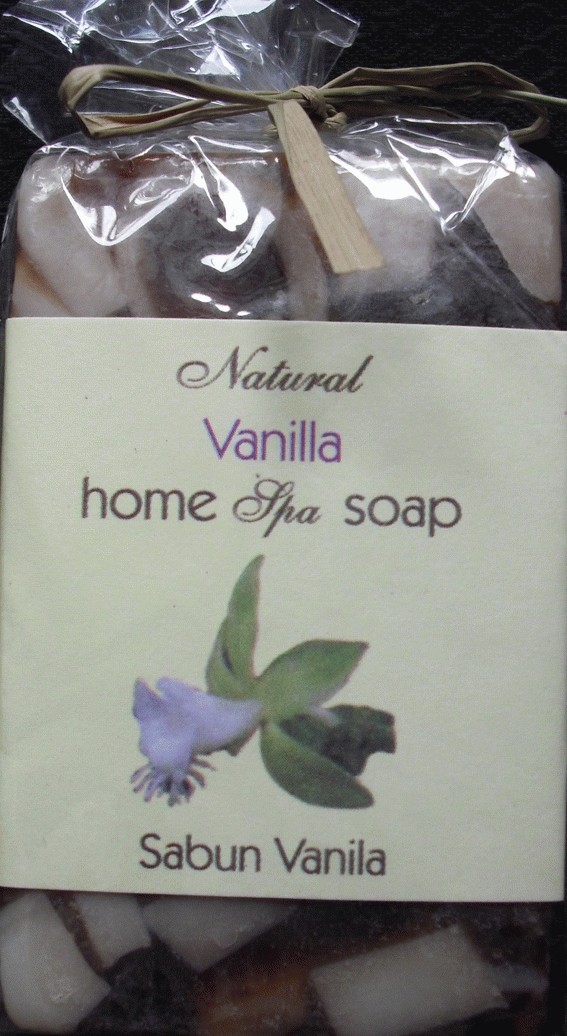 Natural
Vanilla
home Spa soap
Sabun Vanila